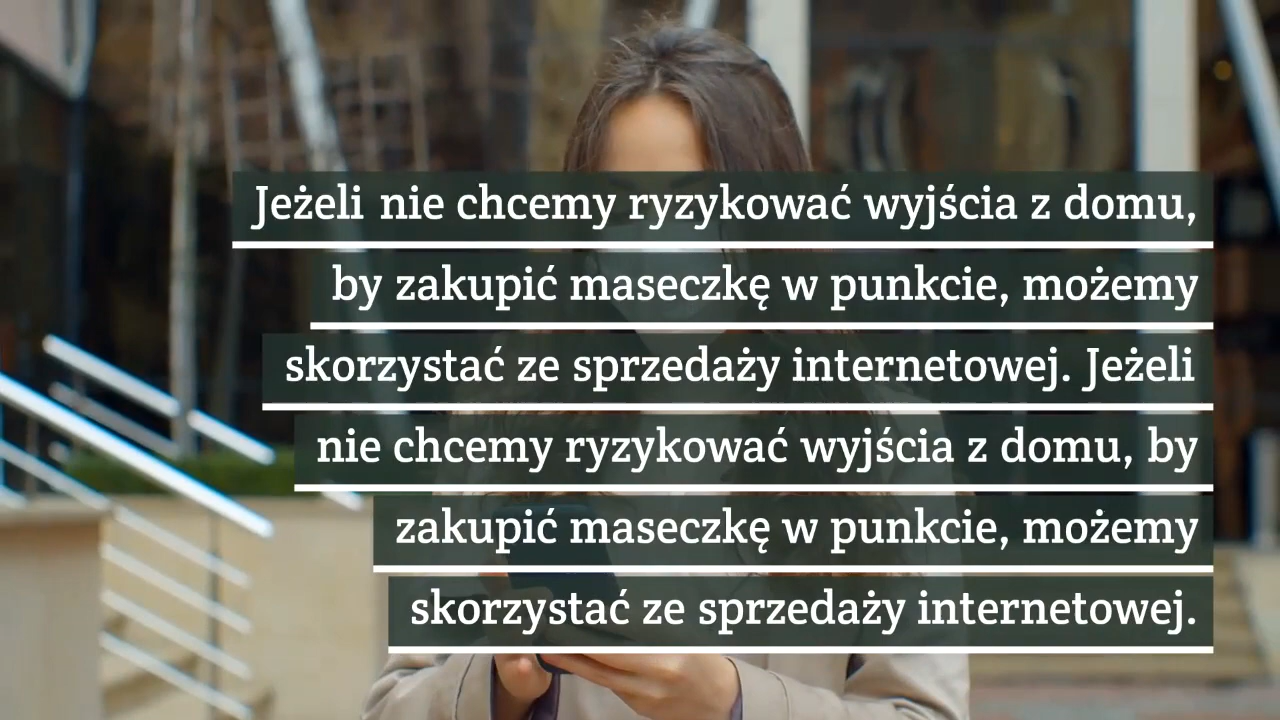 Jeżeli nie chcemy ryzykować wyjścia z domu,
by zakupić maseczkę w punkcie, możemy
skorzystać ze sprzedaży internetowej. Jeżeli
nie chcemy ryzykować wyjścia z domu, by
zakupić maseczkę w punkcie, możemy
skorzystać ze sprzedaży internetowej.